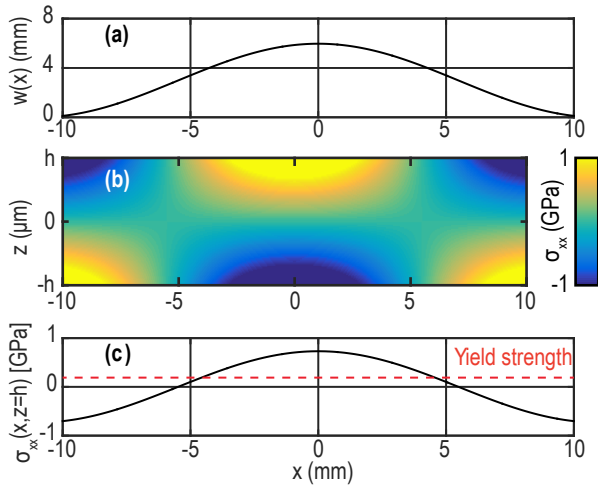 (a)
w(x) (mm)
8
4
0
-10 -5 0 5 10
(b)
z (µm)
h
0
-h
-10 -5 0 5 10
1
-1
σxx (GPa)
(c)
σxx(x,z=h) [GPa]
1
0
-1
Yield strength
-10 -5 0 5 10
x (mm)